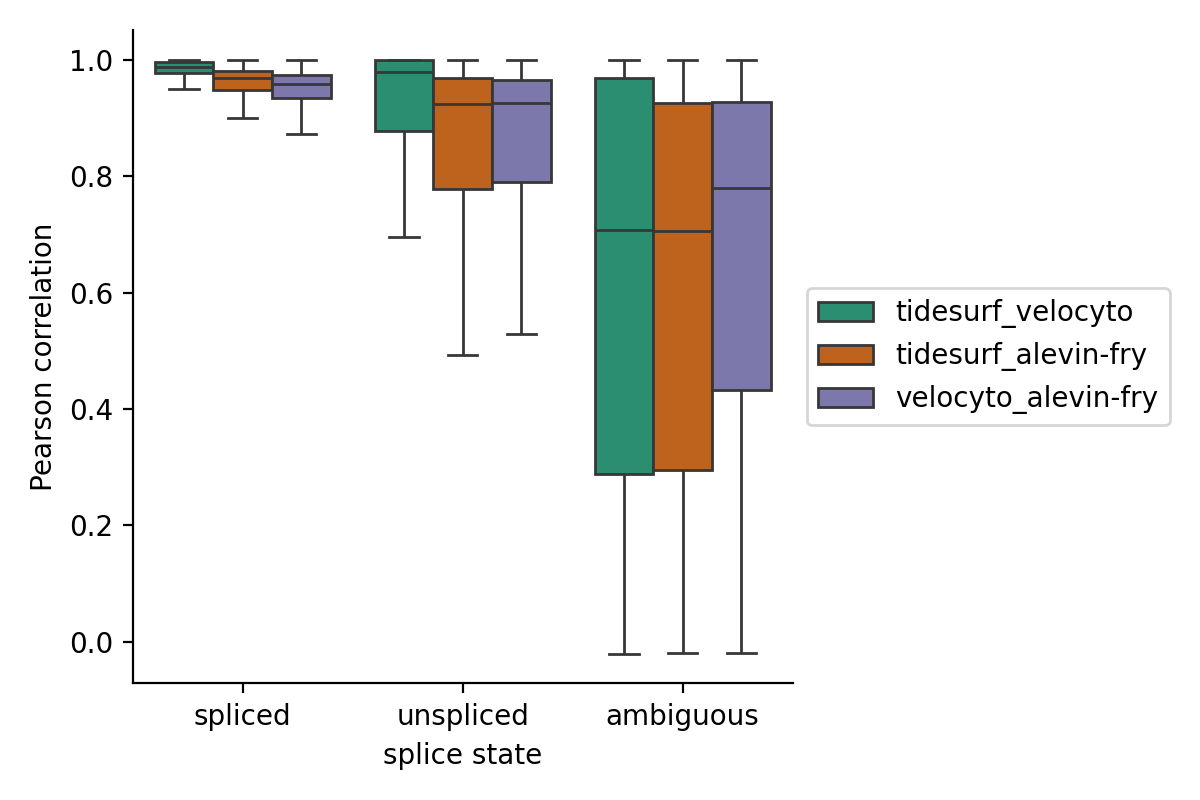 Pearson correlation
1.0
0.8
0.6
0.4
0.2
0.0
spliced
unspliced
ambiguous
splice state
tidesurf_velocyto
tidesurf_alevin-fry
velocyto_alevin-fry